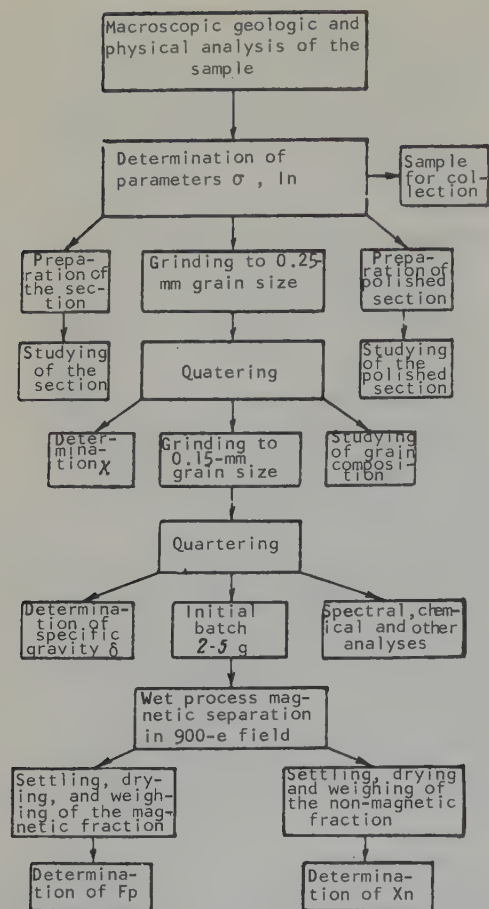 Macroscopic geologic and
physical analysis of the
sample
Determination of
parameters σ , In
Sample
for col-
lection
Prepa-
ration of
the sec-
tion
Grinding to 0.25-
mm grain size
Prepa-
ration of
polished
section
Studying
of the
section
Quatering
Studying
of the
polished
section
Deter-
mination χ
Grinding to
0.15-mm
grain size
Studying
of grain
composi-
tion
Quartering
Determina-
tion of
specific
gravity δ
Initial
batch
2-5 g
Spectral, chem-
ical and other
analyses
Wet process mag-
netic separation
in 900-e field
Settling, dry-
ing, and weigh-
ing of the mag-
netic fraction
Settling, drying
and weighing of
the non-magnetic
fraction
Determina-
tion of Fp
Determina-
tion of Xn